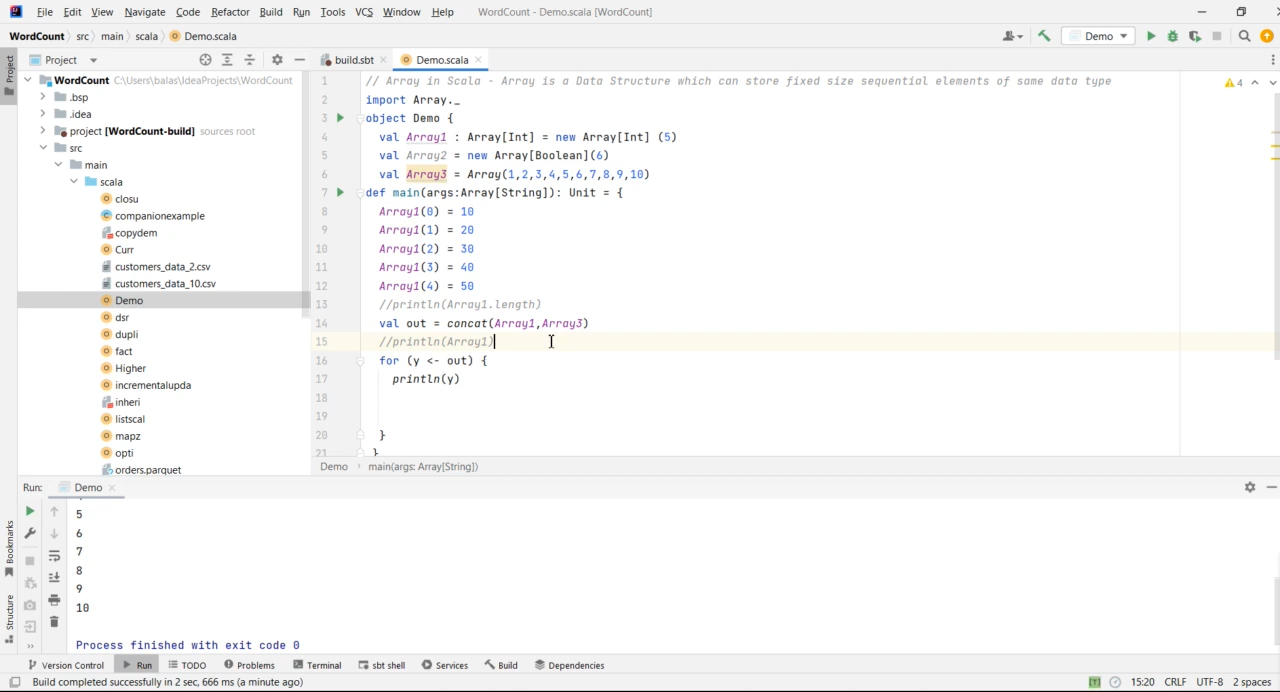 File Edit View Navigate Code Refactor Build Run Tools VCS Window Help WordCount - Demo.scala [WordCount]
WordCount src main scala Demo.scala
Demo
Project
Project
build.sbt
Demo.scala
WordCount C:\Users\balas\IdeaProjects\WordCount
.bsp
.idea
project [WordCount-build] sources root
src
main
scala
closu
companionexample
copydem
Curr
customers_data_2.csv
customers_data_10.csv
Demo
dsr
dupli
fact
Higher
incrementalupda
inheri
listscal
mapz
opti
orders.parquet
4
1 // Array in Scala - Array is a Data Structure which can store fixed size sequential elements of same data type
2 import Array._
3 object Demo {
4 val Array1 : Array[Int] = new Array[Int] (5)
5 val Array2 = new Array[Boolean](6)
6 val Array3 = Array(1,2,3,4,5,6,7,8,9,10)
7 def main(args:Array[String]): Unit = {
8 Array1(0) = 10
9 Array1(1) = 20
10 Array1(2) = 30
11 Array1(3) = 40
12 Array1(4) = 50
13 //println(Array1.length)
14 val out = concat(Array1,Array3)
15 //println(Array1)
16 for (y <- out) {
17 println(y)
18
19
20 }
21 }
Demo main(args: Array[String])
Run: Demo
5
6
7
8
9
10
Process finished with exit code 0
Bookmarks
Structure
Version Control Run TODO Problems Terminal sbt shell Services Build Dependencies
Build completed successfully in 2 sec, 666 ms (a minute ago)
[T] 15:20 CRLF UTF-8 2 spaces